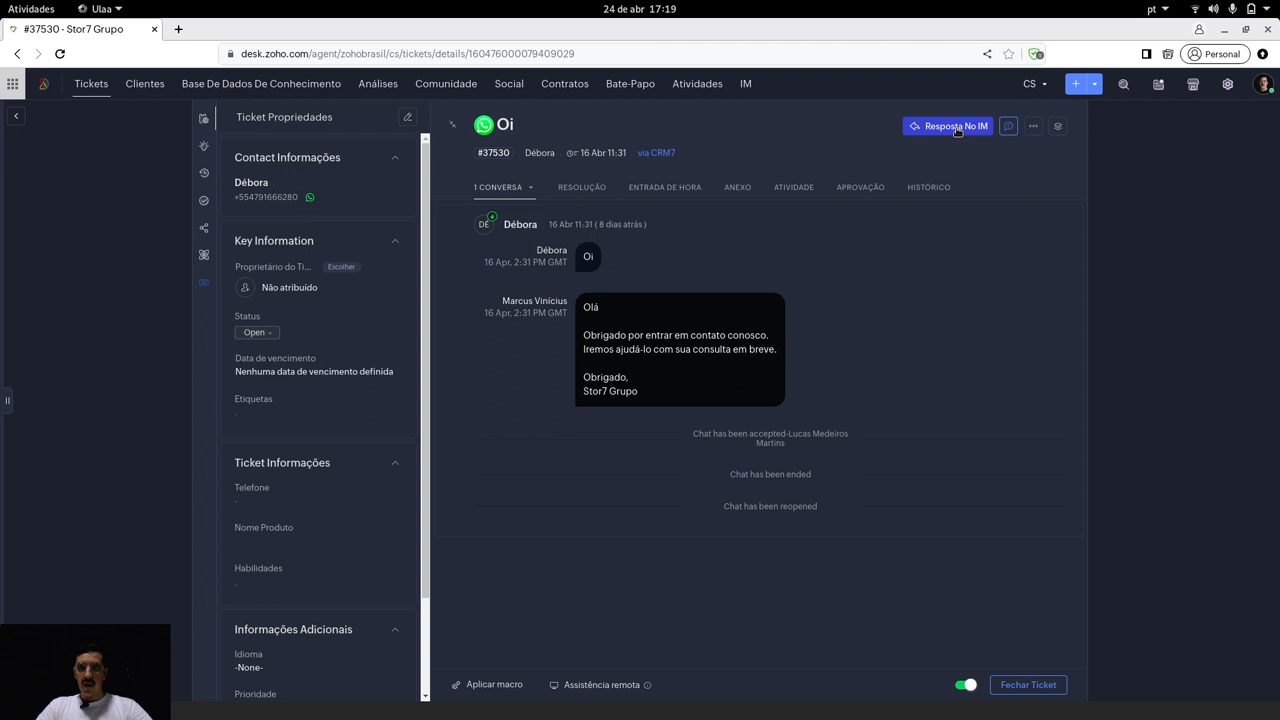 Atividades
Ulaa
24 de abr 17:19
pt
#37530 - Stor7 Grupo
desk.zoho.com/agent/zohobrasil/cs/tickets/details/160476000079409029
Personal
Tickets
Clientes
Base De Dados De Conhecimento
Análises
Comunidade
Social
Contratos
Bate-Papo
Atividades
IM
CS
Ticket Propriedades
Contact Informações
Débora
+554791666280
Key Information
Proprietário do Ti...
Escolher
Não atribuído
Status
Open
Data de vencimento
Nenhuma data de vencimento definida
Etiquetas
-
Ticket Informações
Telefone
-
Nome Produto
Habilidades
-
Informações Adicionais
Idioma
-None-
Prioridade
Oi
Resposta No IM
#37530
Débora
16 Abr 11:31
via CRM7
1 CONVERSA
RESOLUÇÃO
ENTRADA DE HORA
ANEXO
ATIVIDADE
APROVAÇÃO
HISTÓRICO
DÉ
4
Débora
16 Abr 11:31 ( 8 dias atrás )
Débora
16 Apr, 2:31 PM GMT
Oi
Marcus Vinícius
16 Apr, 2:31 PM GMT
Olá
Obrigado por entrar em contato conosco.
Iremos ajudá-lo com sua consulta em breve.
Obrigado,
Stor7 Grupo
Chat has been accepted-Lucas Medeiros
Martins
Chat has been ended
Chat has been reopened
Aplicar macro
Assistência remota
Fechar Ticket